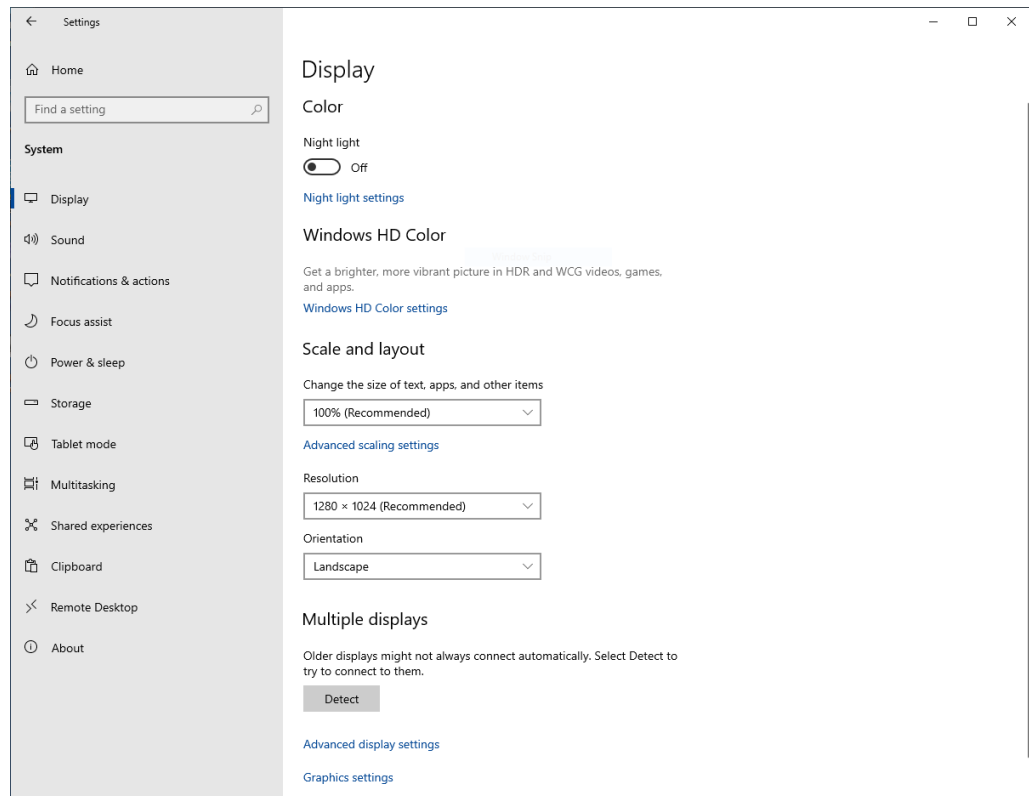 Settings
Home
Find a setting
System
Display
Sound
Notifications & actions
Focus assist
Power & sleep
Storage
Tablet mode
Multitasking
Shared experiences
Clipboard
Remote Desktop
About
Display
Color
Night light
Off
Night light settings
Windows HD Color
Get a brighter, more vibrant picture in HDR and WCG videos, games,
and apps.
Windows HD Color settings
Scale and layout
Change the size of text, apps, and other items
100% (Recommended)
Advanced scaling settings
Resolution
1280 × 1024 (Recommended)
Orientation
Landscape
Multiple displays
Older displays might not always connect automatically. Select Detect to
try to connect to them.
Detect
Advanced display settings
Graphics settings